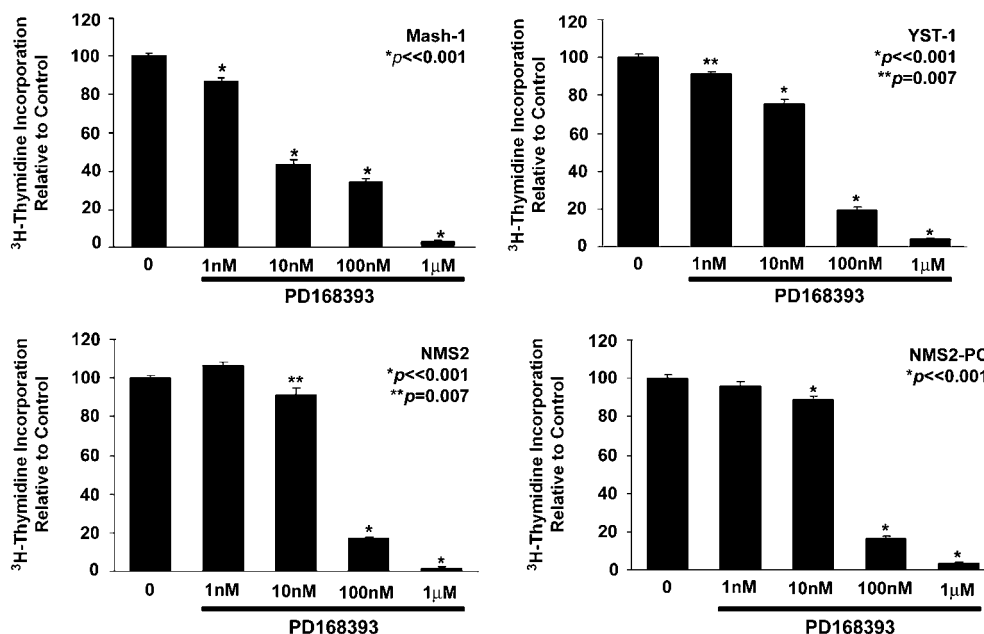 ³H-Thymidine Incorporation
Relative to Control
120
100
80
60
40
20
0
Mash-1
*p<<0.001
*
*
*
*
0 1nM 10nM 100nM 1μM
PD168393
³H-Thymidine Incorporation
Relative to Control
120
100
80
60
40
20
0
YST-1
*p<<0.001
**p=0.007
**
*
*
*
0 1nM 10nM 100nM 1μM
PD168393
³H-Thymidine Incorporation
Relative to Control
120
100
80
60
40
20
0
NMS2
*p<<0.001
**p=0.007
**
*
*
0 1nM 10nM 100nM 1μM
PD168393
³H-Thymidine Incorporation
Relative to Control
120
100
80
60
40
20
0
NMS2-PC
*p<<0.001
*
*
*
0 1nM 10nM 100nM 1μM
PD168393